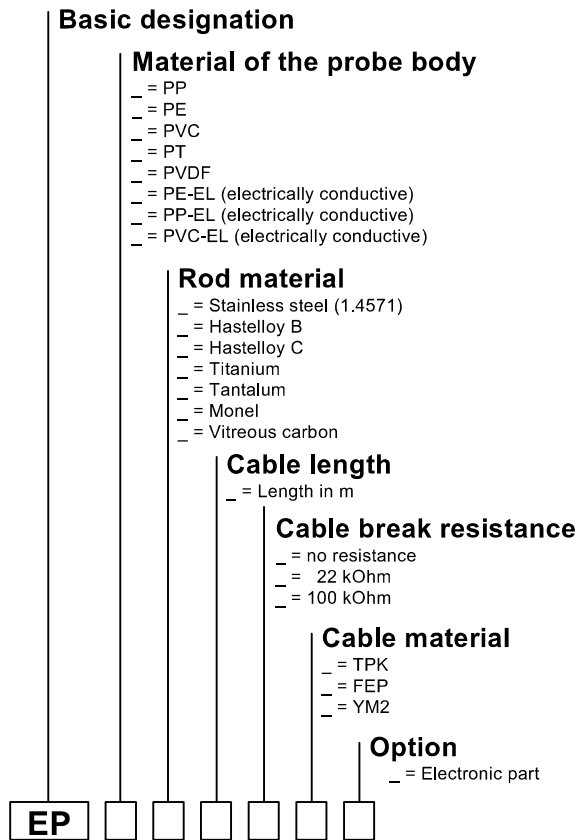 Basic designation
Material of the probe body
_ = PP
_ = PE
_ = PVC
_ = PT
_ = PVDF
_ = PE-EL (electrically conductive)
_ = PP-EL (electrically conductive)
_ = PVC-EL (electrically conductive)
Rod material
_ = Stainless steel (1.4571)
_ = Hastelloy B
_ = Hastelloy C
_ = Titanium
_ = Tantalum
_ = Monel
_ = Vitreous carbon
Cable length
_ = Length in m
Cable break resistance
_ = no resistance
_ = 22 kOhm
_ = 100 kOhm
Cable material
_ = TPK
_ = FEP
_ = YM2
Option
_ = Electronic part
EP